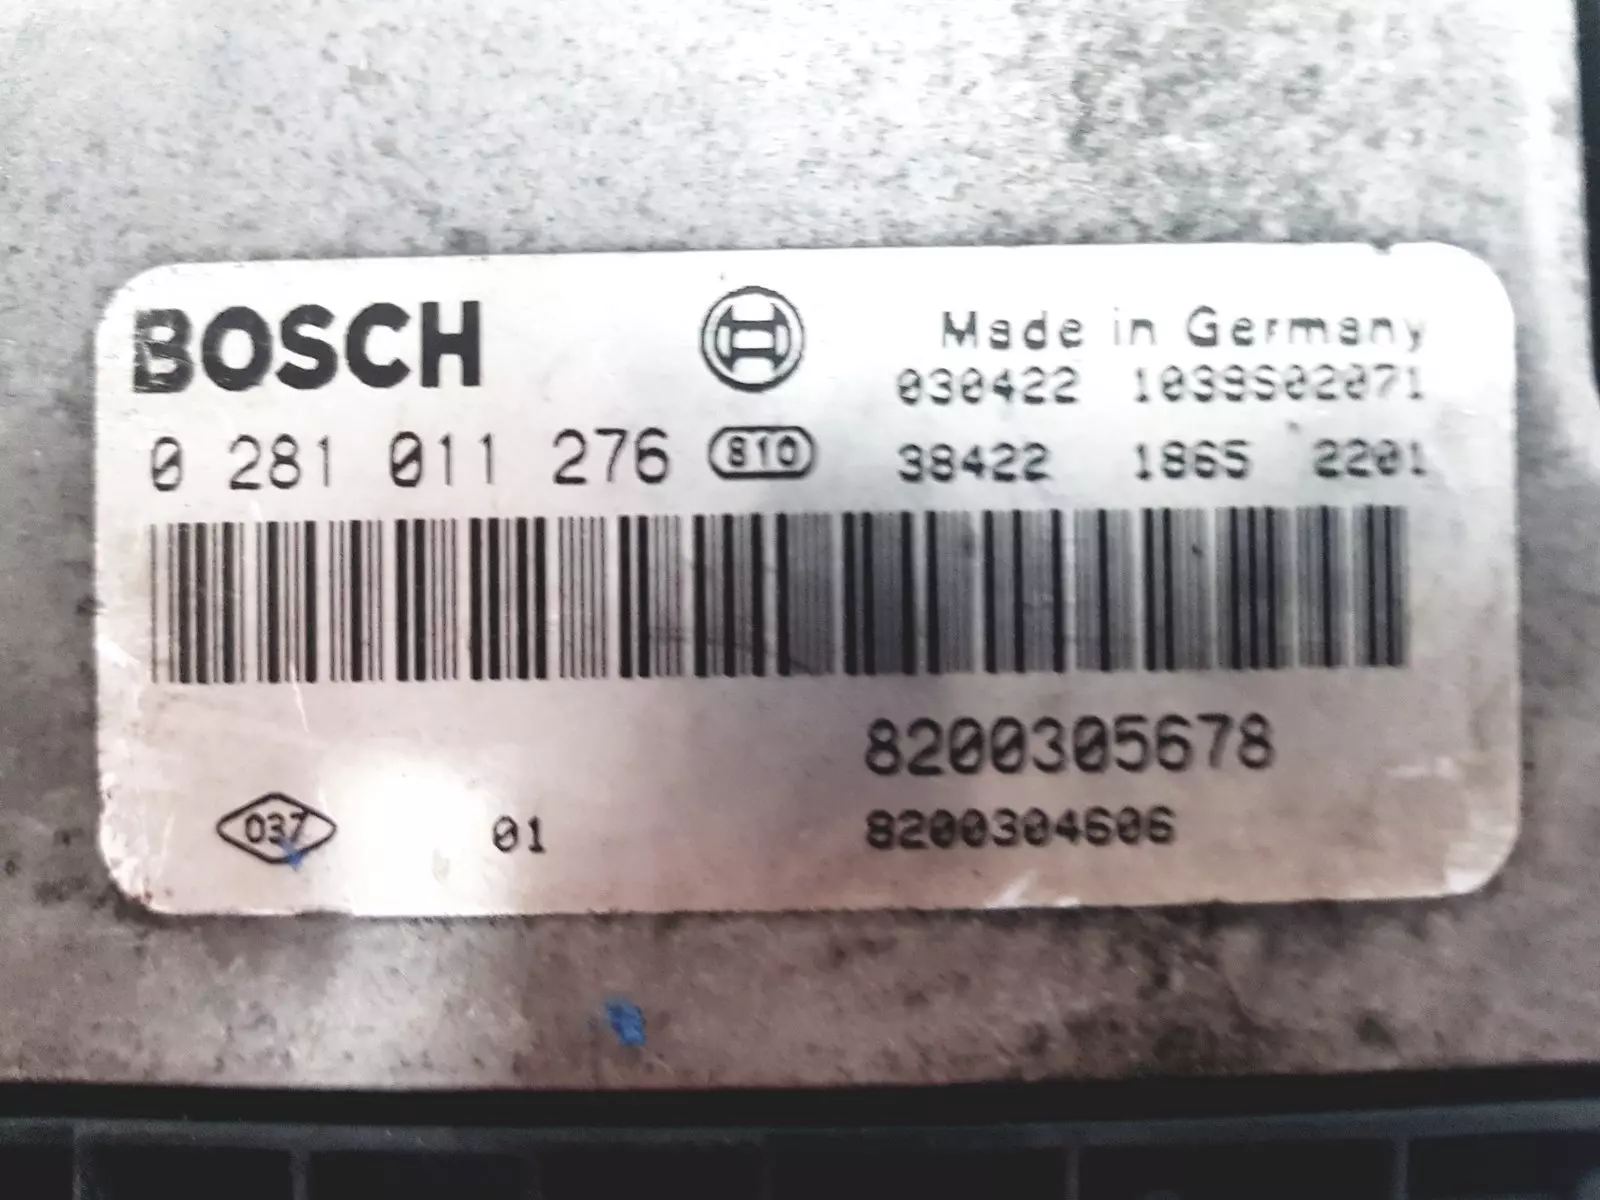 BOSCH
Made in Germany
030422 1039S02071
0 281 011 276 810 38422 1865 2201
8200305678
037 01 8200304606